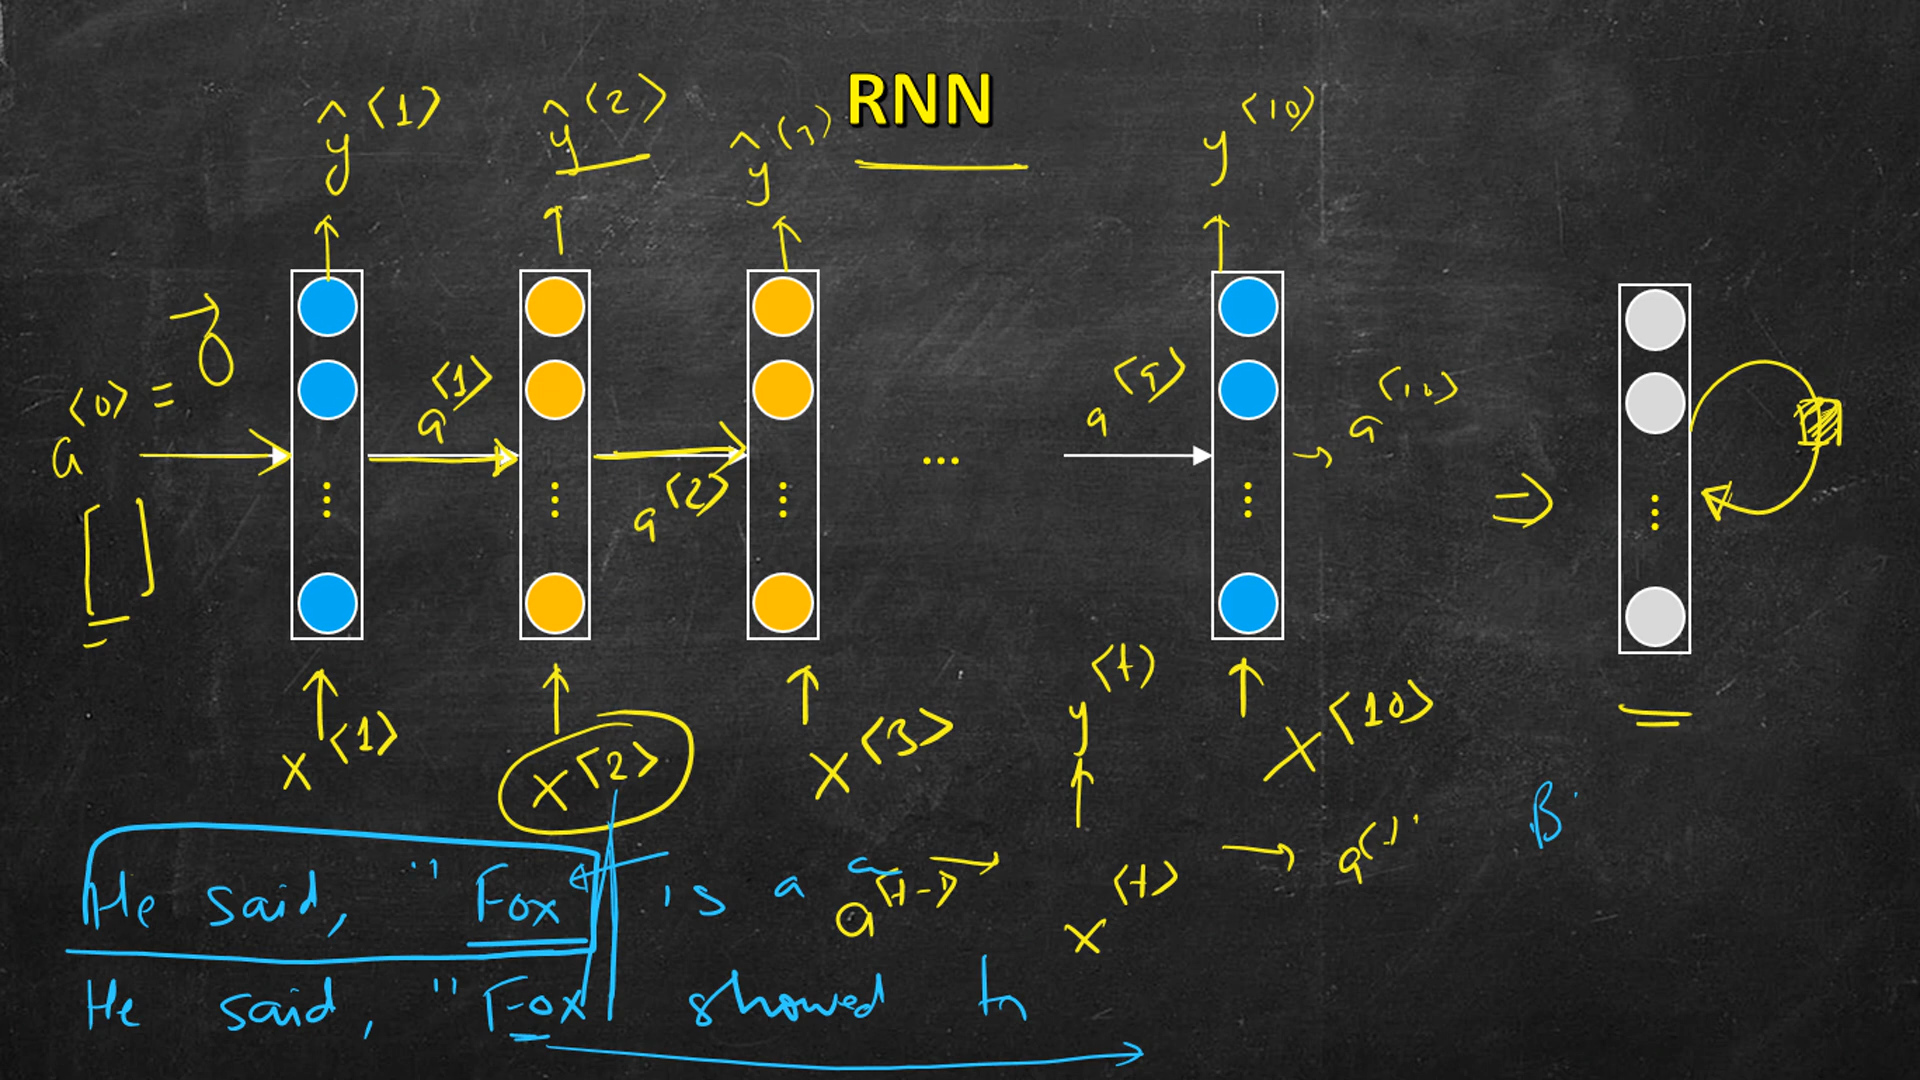 RNN
ŷ⟨1⟩ ŷ⟨2⟩ ŷ⟨3⟩ y⟨10⟩
a⟨0⟩ = 0⃗ a⟨1⟩ a⟨2⟩ ... a⟨9⟩ a⟨10⟩
[ ]
x⟨1⟩ x⟨2⟩ x⟨3⟩ x⟨10⟩
y⟨t⟩
a⟨t-1⟩ x⟨t⟩
B
He said, " Fox is a
He said, " Fox showed